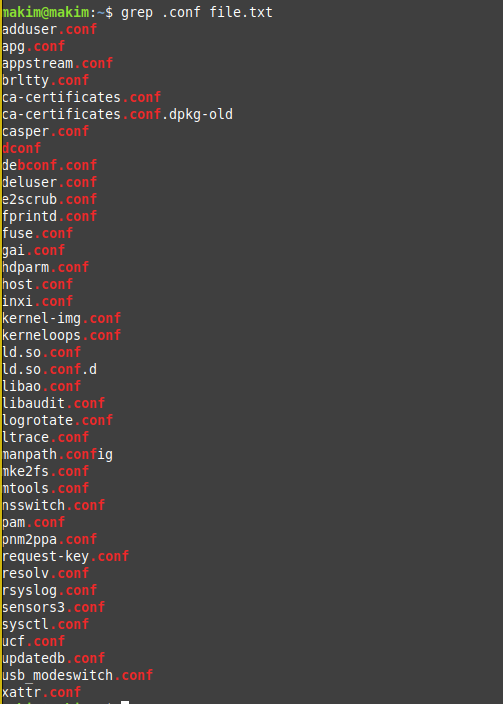 makim@makim:~$ grep .conf file.txt
adduser.conf
apg.conf
appstream.conf
brltty.conf
ca-certificates.conf
ca-certificates.conf.dpkg-old
casper.conf
dconf
debconf.conf
deluser.conf
e2scrub.conf
fprintd.conf
fuse.conf
gai.conf
hdparm.conf
host.conf
inxi.conf
kernel-img.conf
kerneloops.conf
ld.so.conf
ld.so.conf.d
libao.conf
libaudit.conf
logrotate.conf
ltrace.conf
manpath.config
mke2fs.conf
mtools.conf
nsswitch.conf
pam.conf
pnm2ppa.conf
request-key.conf
resolv.conf
rsyslog.conf
sensors3.conf
sysctl.conf
ucf.conf
updatedb.conf
usb_modeswitch.conf
xattr.conf